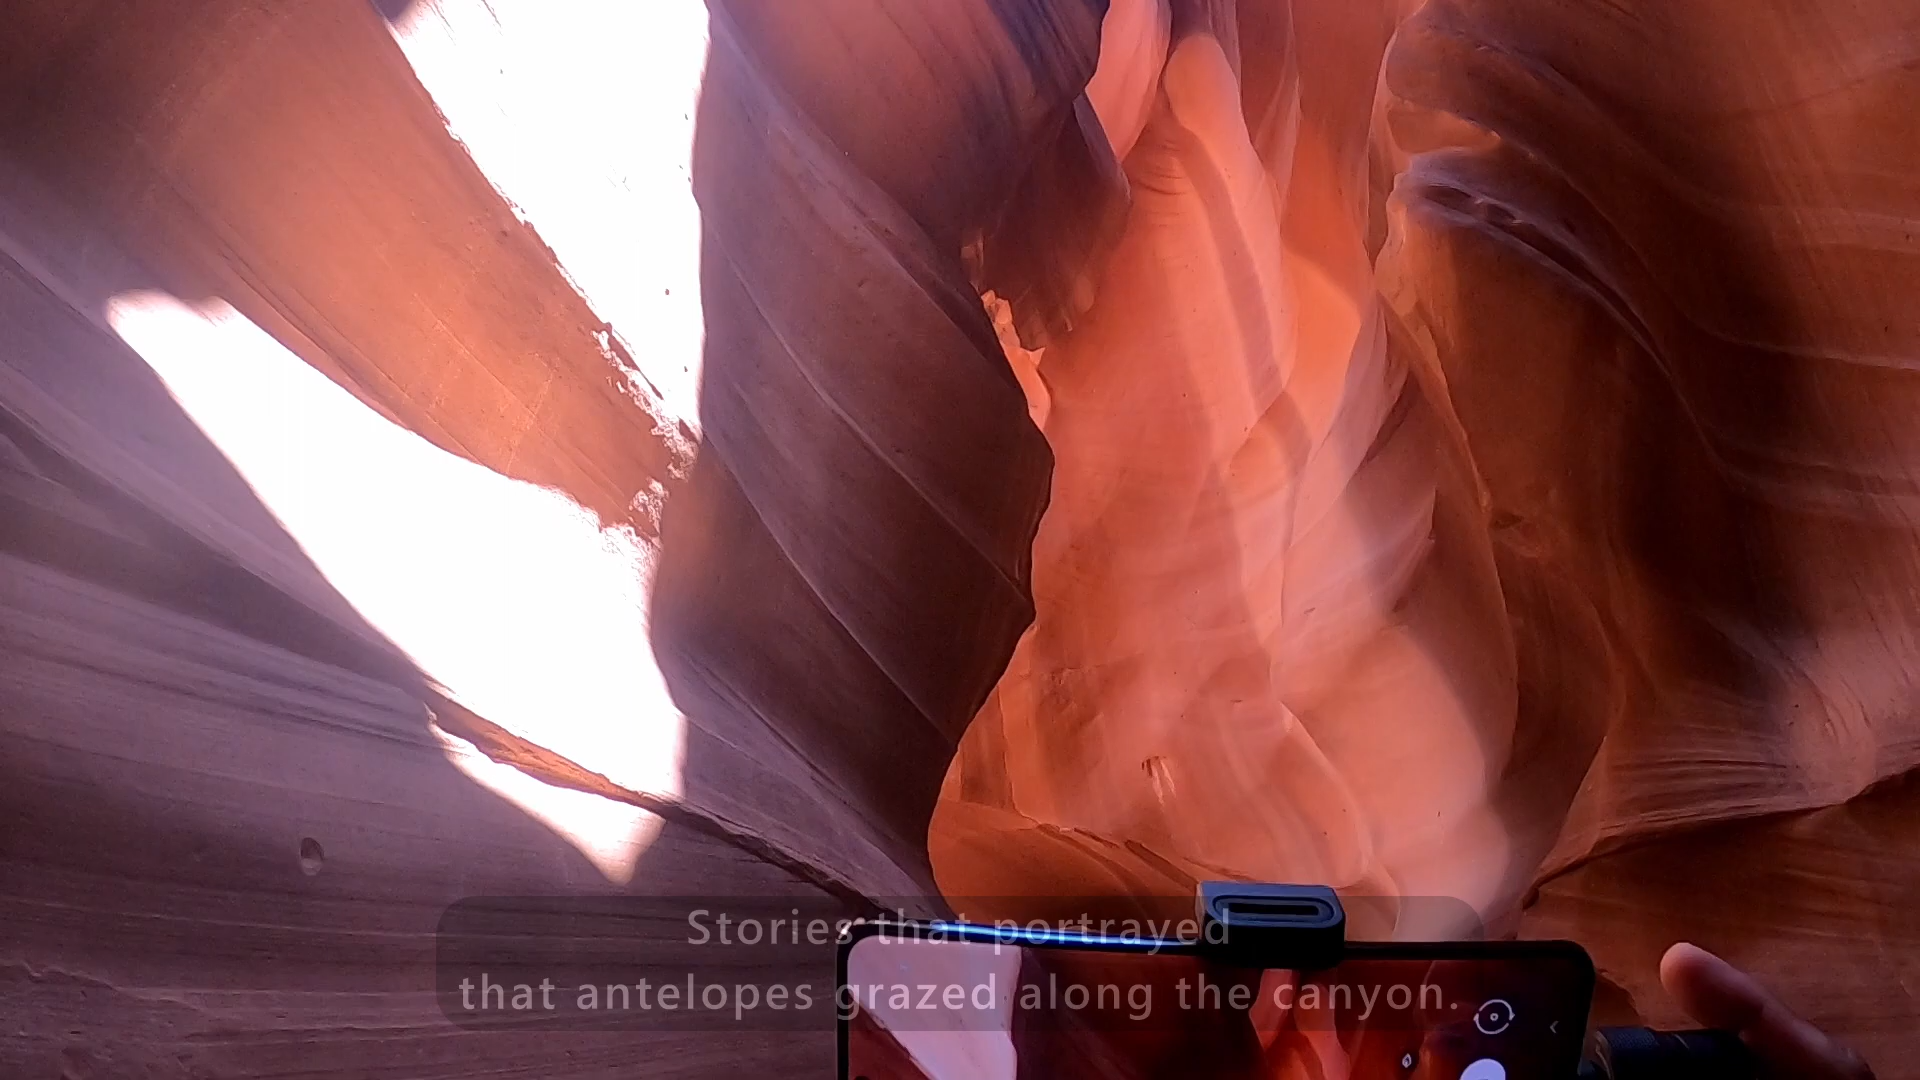 Stories that portrayed
that antelopes grazed along the canyon.